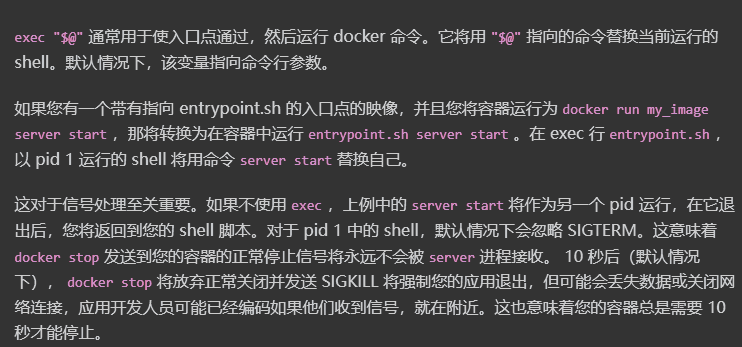 exec "$@" 通常用于使入口点通过，然后运行 docker 命令。它将用 "$@" 指向的命令替换当前运行的
shell。默认情况下，该变量指向命令行参数。
如果您有一个带有指向 entrypoint.sh 的入口点的映像，并且您将容器运行为 docker run my_image
server start ，那将转换为在容器中运行 entrypoint.sh server start 。在 exec 行 entrypoint.sh ，
以 pid 1 运行的 shell 将用命令 server start 替换自己。
这对于信号处理至关重要。如果不使用 exec ，上例中的 server start 将作为另一个 pid 运行，在它退
出后，您将返回到您的 shell 脚本。对于 pid 1 中的 shell，默认情况下会忽略 SIGTERM。这意味着
docker stop 发送到您的容器的正常停止信号将永远不会被 server 进程接收。 10 秒后（默认情况
下）， docker stop 将放弃正常关闭并发送 SIGKILL 将强制您的应用退出，但可能会丢失数据或关闭网
络连接，应用开发人员可能已经编码如果他们收到信号，就在附近。这也意味着您的容器总是需要 10
秒才能停止。